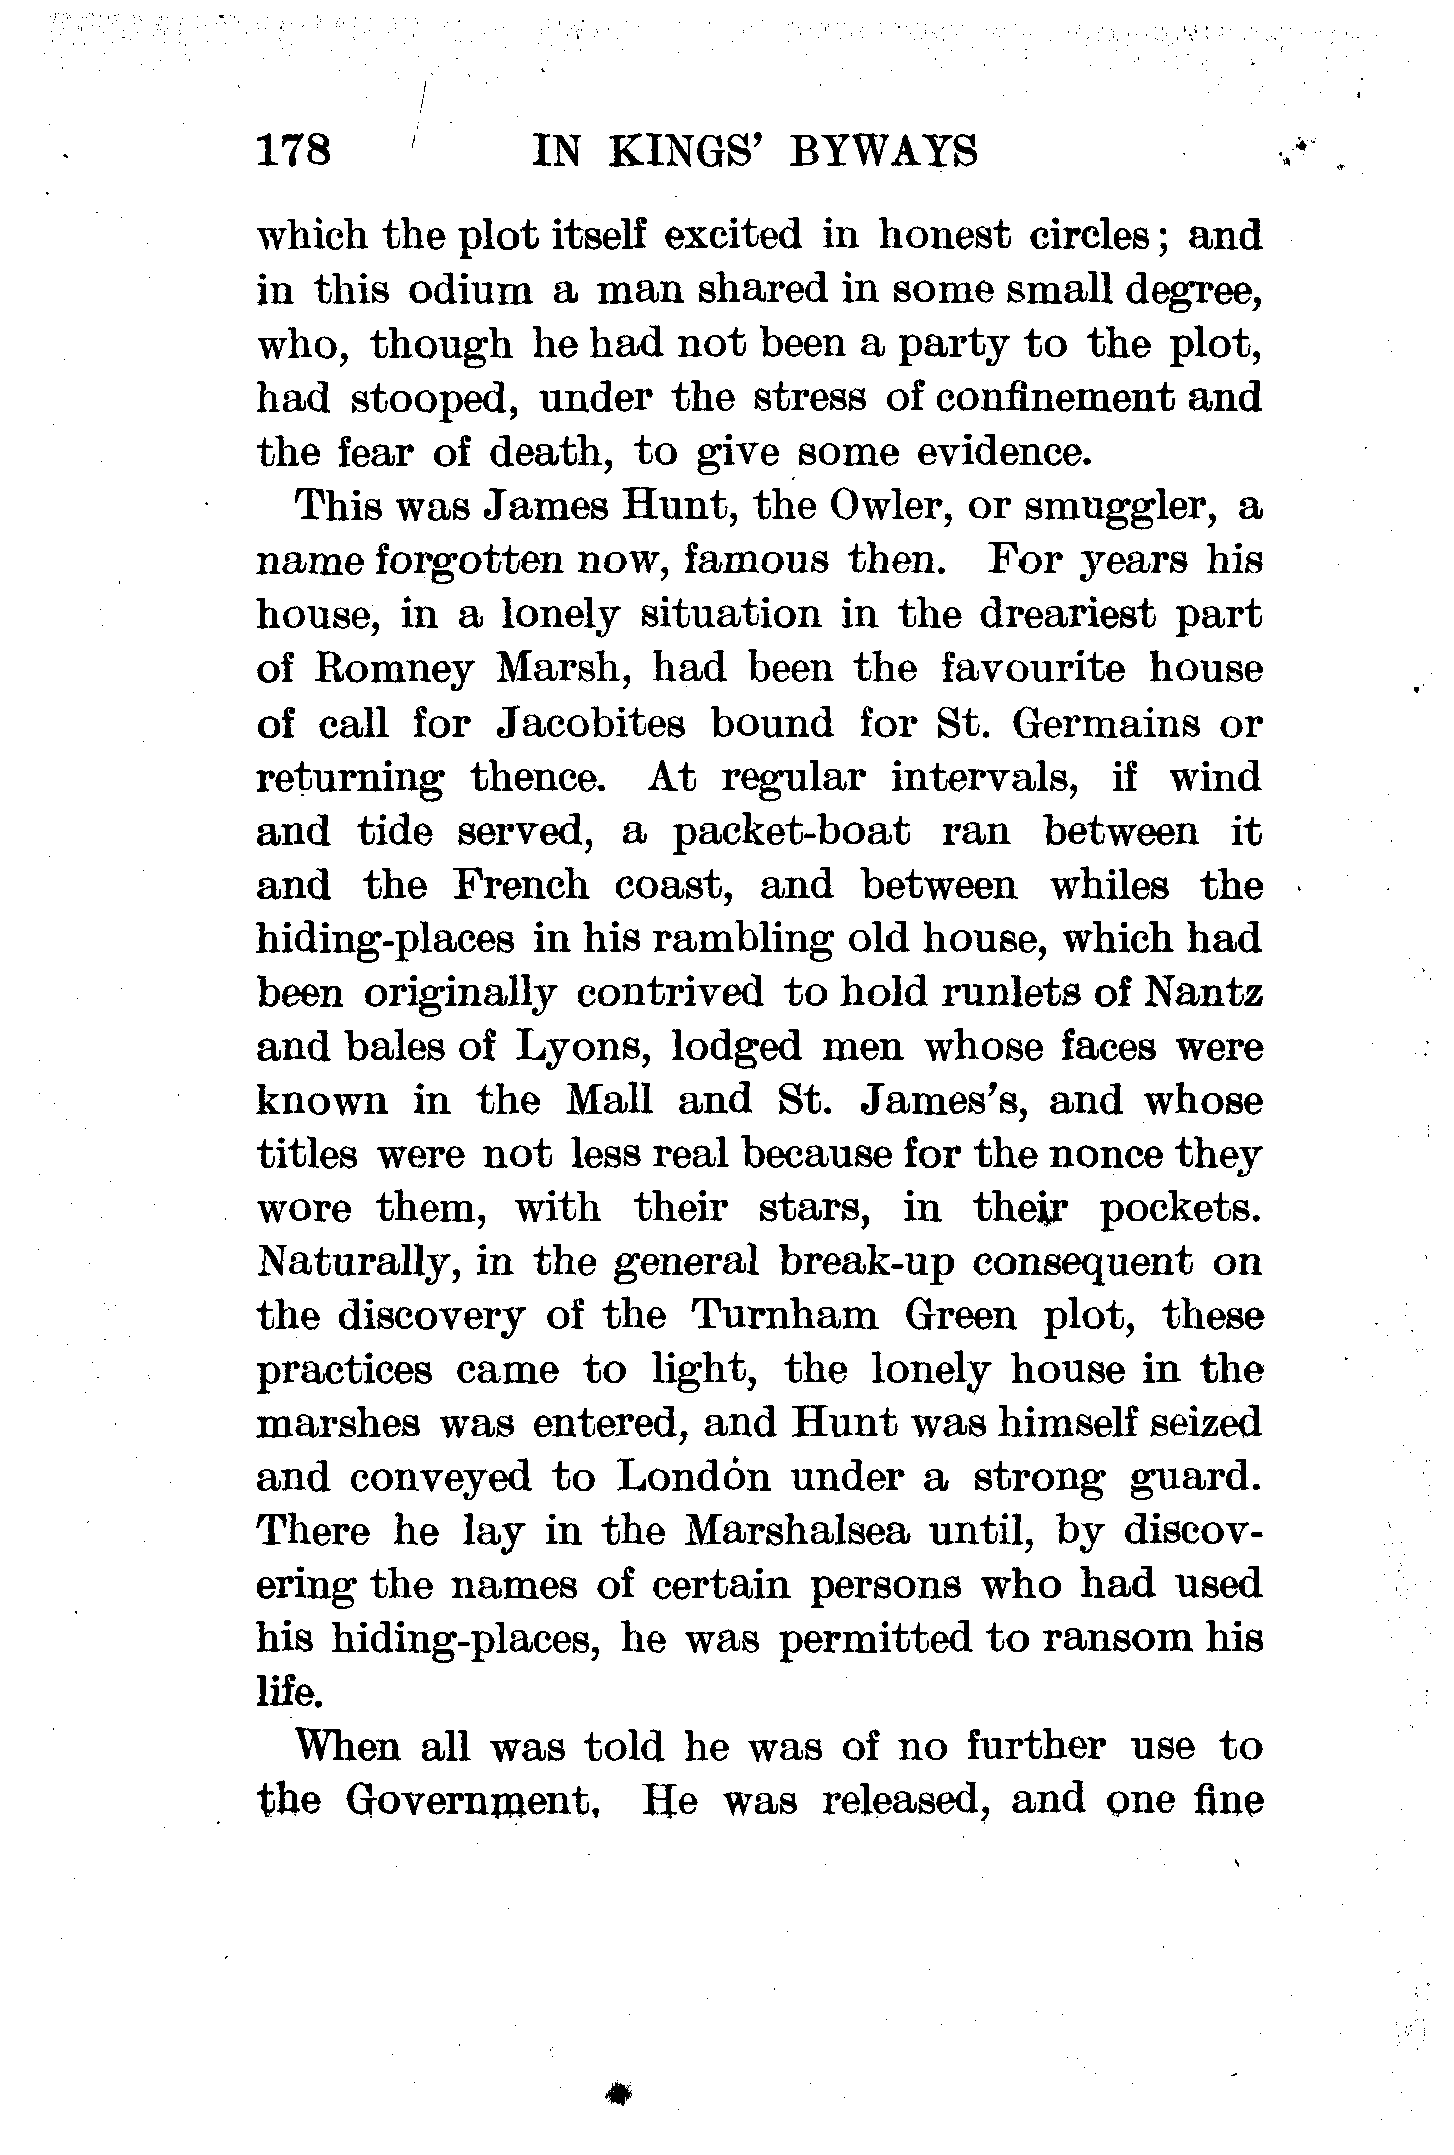 178 IN KINGS' BYWAYS
which the plot itself excited in honest circles; and
in this odium a man shared in some small degree,
who, though he had not been a party to the plot,
had stooped, under the stress of confinement and
the fear of death, to give some evidence.
This was James Hunt, the Owler, or smuggler, a
name forgotten now, famous then. For years his
house, in a lonely situation in the dreariest part
of Romney Marsh, had been the favourite house
of call for Jacobites bound for St. Germains or
returning thence. At regular intervals, if wind
and tide served, a packet-boat ran between it
and the French coast, and between whiles the
hiding-places in his rambling old house, which had
been originally contrived to hold runlets of Nantz
and bales of Lyons, lodged men whose faces were
known in the Mall and St. James's, and whose
titles were not less real because for the nonce they
wore them, with their stars, in their pockets.
Naturally, in the general break-up consequent on
the discovery of the Turnham Green plot, these
practices came to light, the lonely house in the
marshes was entered, and Hunt was himself seized
and conveyed to London under a strong guard.
There he lay in the Marshalsea until, by discov-
ering the names of certain persons who had used
his hiding-places, he was permitted to ransom his
life.
When all was told he was of no further use to
the Government. He was released, and one fine